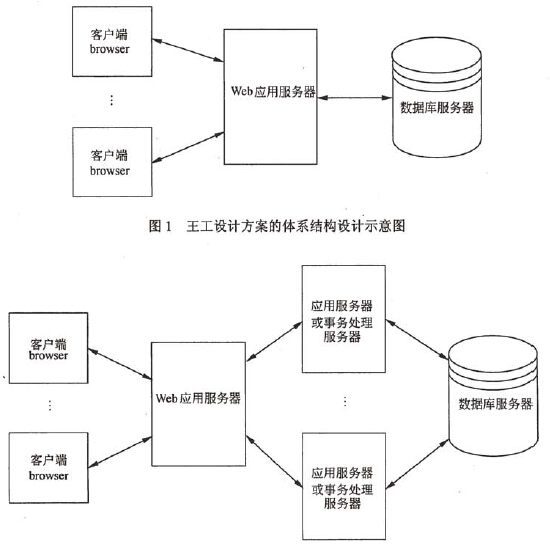 客户端
browser
⋮
客户端
browser
Web应用服务器
数据库服务器
图1 王工设计方案的体系结构设计示意图
客户端
browser
⋮
客户端
browser
Web应用服务器
应用服务器
或事务处理
服务器
⋮
应用服务器
或事务处理
服务器
数据库服务器